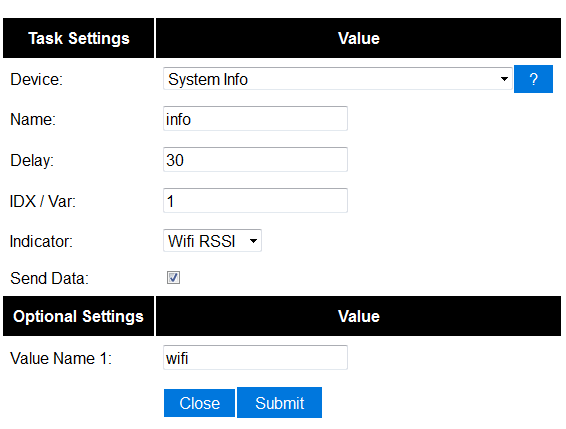 Task Settings Value
Device: System Info ?
Name: info
Delay: 30
IDX / Var: 1
Indicator: Wifi RSSI
Send Data:
Optional Settings Value
Value Name 1: wifi
Close Submit